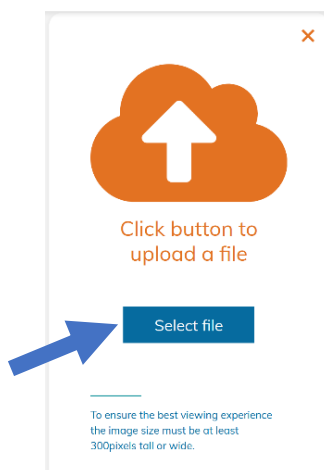 Click button to
upload a file
Select file
To ensure the best viewing experience
the image size must be at least
300pixels tall or wide.